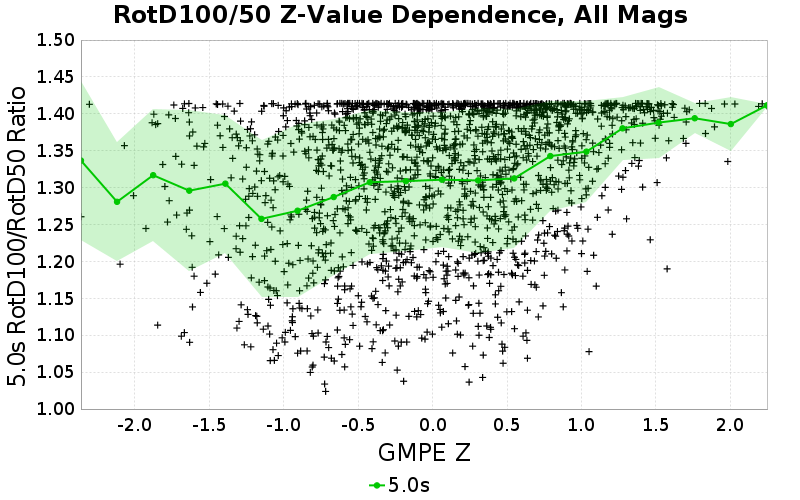 RotD100/50 Z-Value Dependence, All Mags
5.0s RotD100/RotD50 Ratio
1.50
1.45
1.40
1.35
1.30
1.25
1.20
1.15
1.10
1.05
1.00
-2.0 -1.5 -1.0 -0.5 0.0 0.5 1.0 1.5 2.0
GMPE Z
5.0s